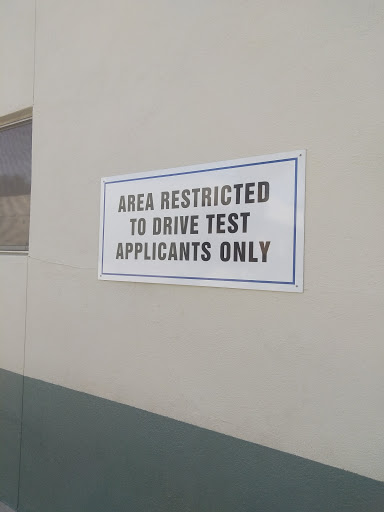 AREA RESTRICTED
TO DRIVE TEST
APPLICANTS ONLY